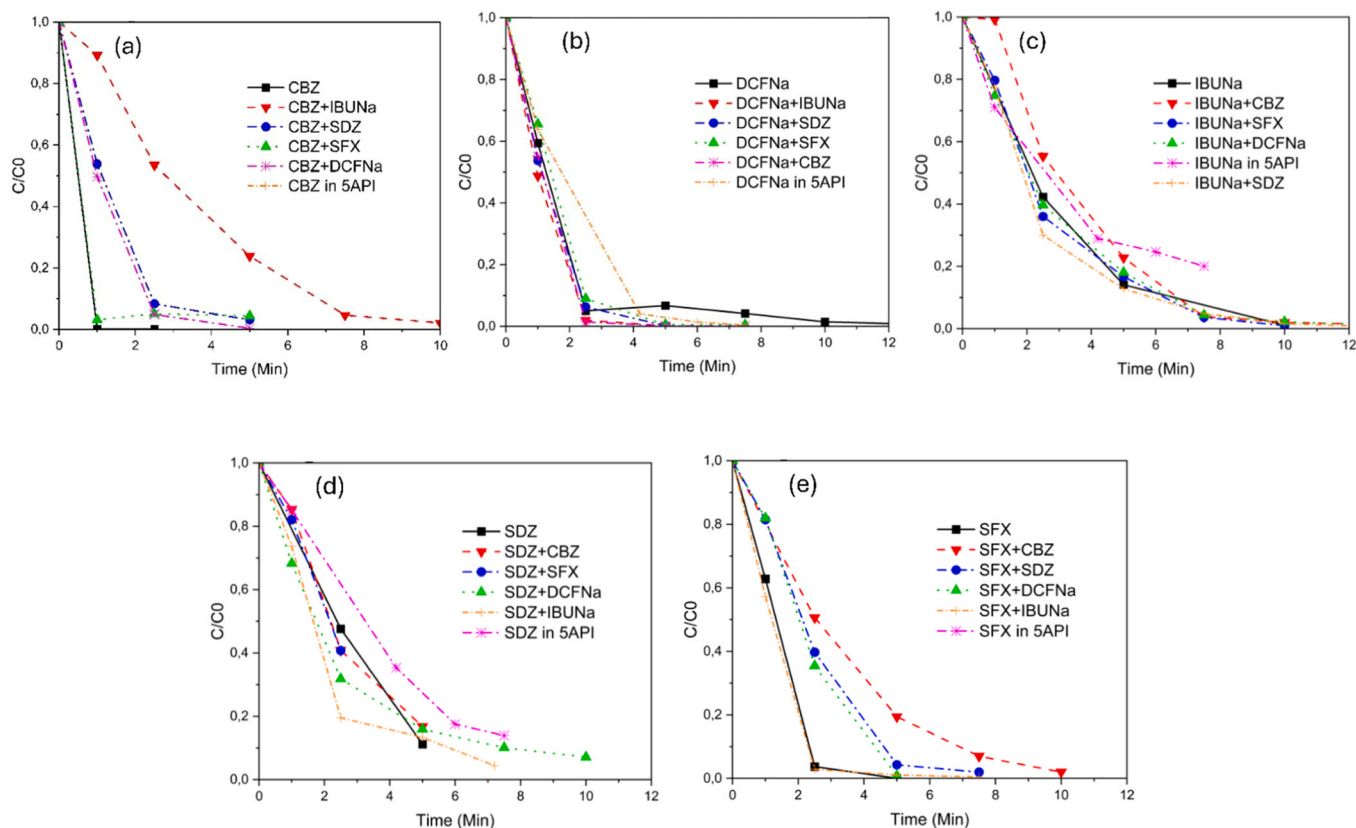 (a)
CBZ
CBZ+IBUNa
CBZ+SDZ
CBZ+SFX
CBZ+DCFNa
CBZ in 5API
C/C0
1,0
0,8
0,6
0,4
0,2
0,0
0 2 4 6 8 10
Time (Min)
(b)
DCFNa
DCFNa+IBUNa
DCFNa+SDZ
DCFNa+SFX
DCFNa+CBZ
DCFNa in 5API
C/C0
1,0
0,8
0,6
0,4
0,2
0,0
0 2 4 6 8 10 12
Time (Min)
(c)
IBUNa
IBUNa+CBZ
IBUNa+SFX
IBUNa+DCFNa
IBUNa in 5API
IBUNa+SDZ
C/C0
1,0
0,8
0,6
0,4
0,2
0,0
0 2 4 6 8 10 12
Time (Min)
(d)
SDZ
SDZ+CBZ
SDZ+SFX
SDZ+DCFNa
SDZ+IBUNa
SDZ in 5API
C/C0
1,0
0,8
0,6
0,4
0,2
0,0
0 2 4 6 8 10 12
Time (Min)
(e)
SFX
SFX+CBZ
SFX+SDZ
SFX+DCFNa
SFX+IBUNa
SFX in 5API
C/C0
1,0
0,8
0,6
0,4
0,2
0,0
0 2 4 6 8 10 12
Time (Min)